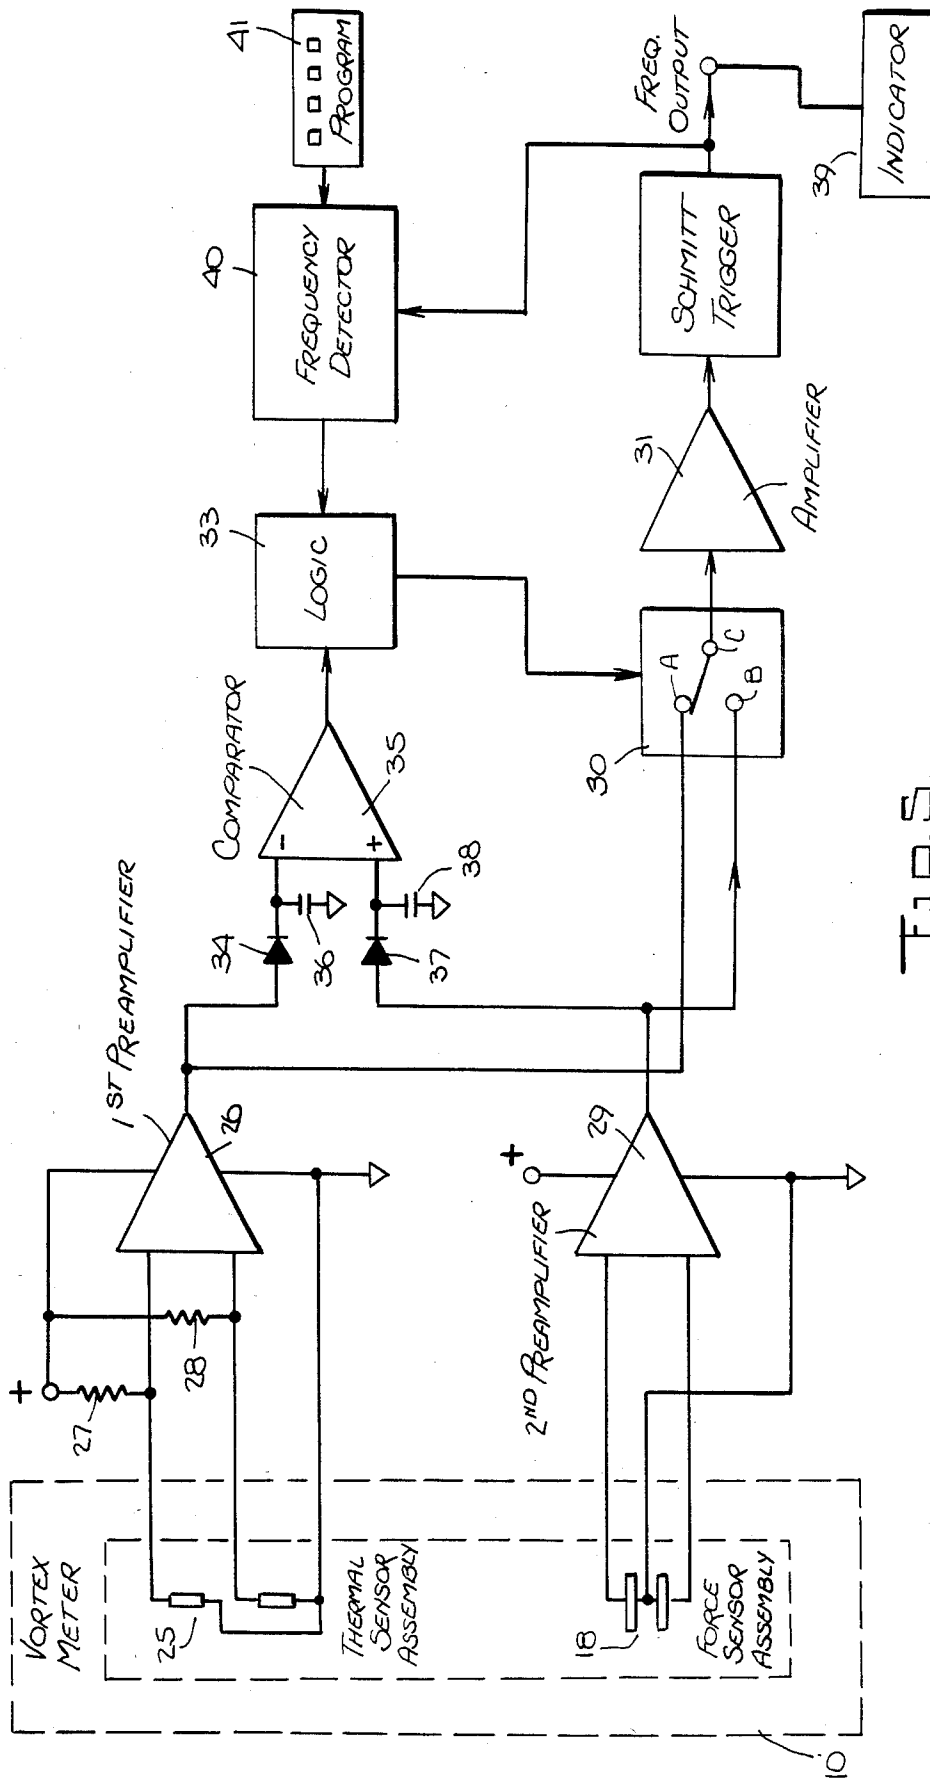 VORTEX
METER
10
THERMAL
SENSOR
ASSEMBLY
25
FORCE
SENSOR
ASSEMBLY
18
+
27
28
1ST PREAMPLIFIER
26
2ND PREAMPLIFIER
+
29
34
36
37
38
COMPARATOR
-
+
35
33
LOGIC
40
FREQUENCY
DETECTOR
41
PROGRAM
30
A
B
C
31
AMPLIFIER
SCHMITT
TRIGGER
FREQ.
OUTPUT
39
INDICATOR